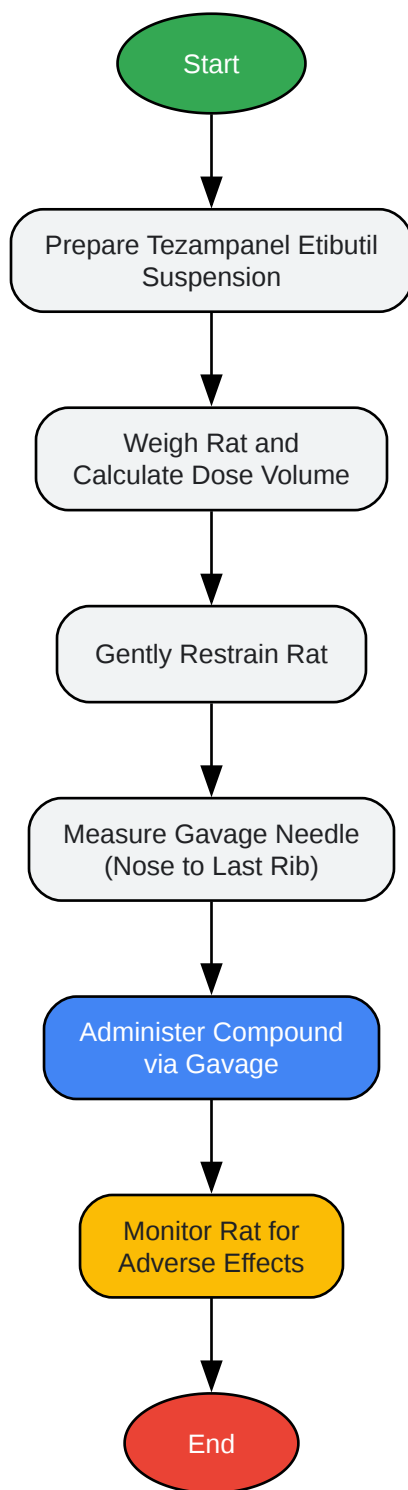 Start
Prepare Tezampanel Etibutil
Suspension
Weigh Rat and
Calculate Dose Volume
Gently Restrain Rat
Measure Gavage Needle
(Nose to Last Rib)
Administer Compound
via Gavage
Monitor Rat for
Adverse Effects
End